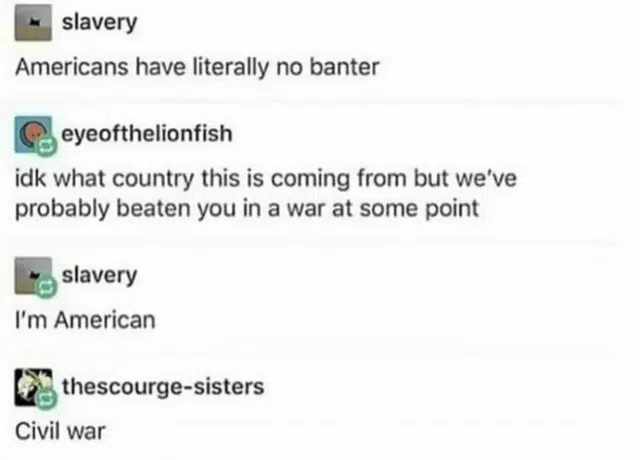 slavery
Americans have literally no banter
eyeofthelionfish
idk what country this is coming from but we've
probably beaten you in a war at some point
slavery
I'm American
thescourge-sisters
Civil war